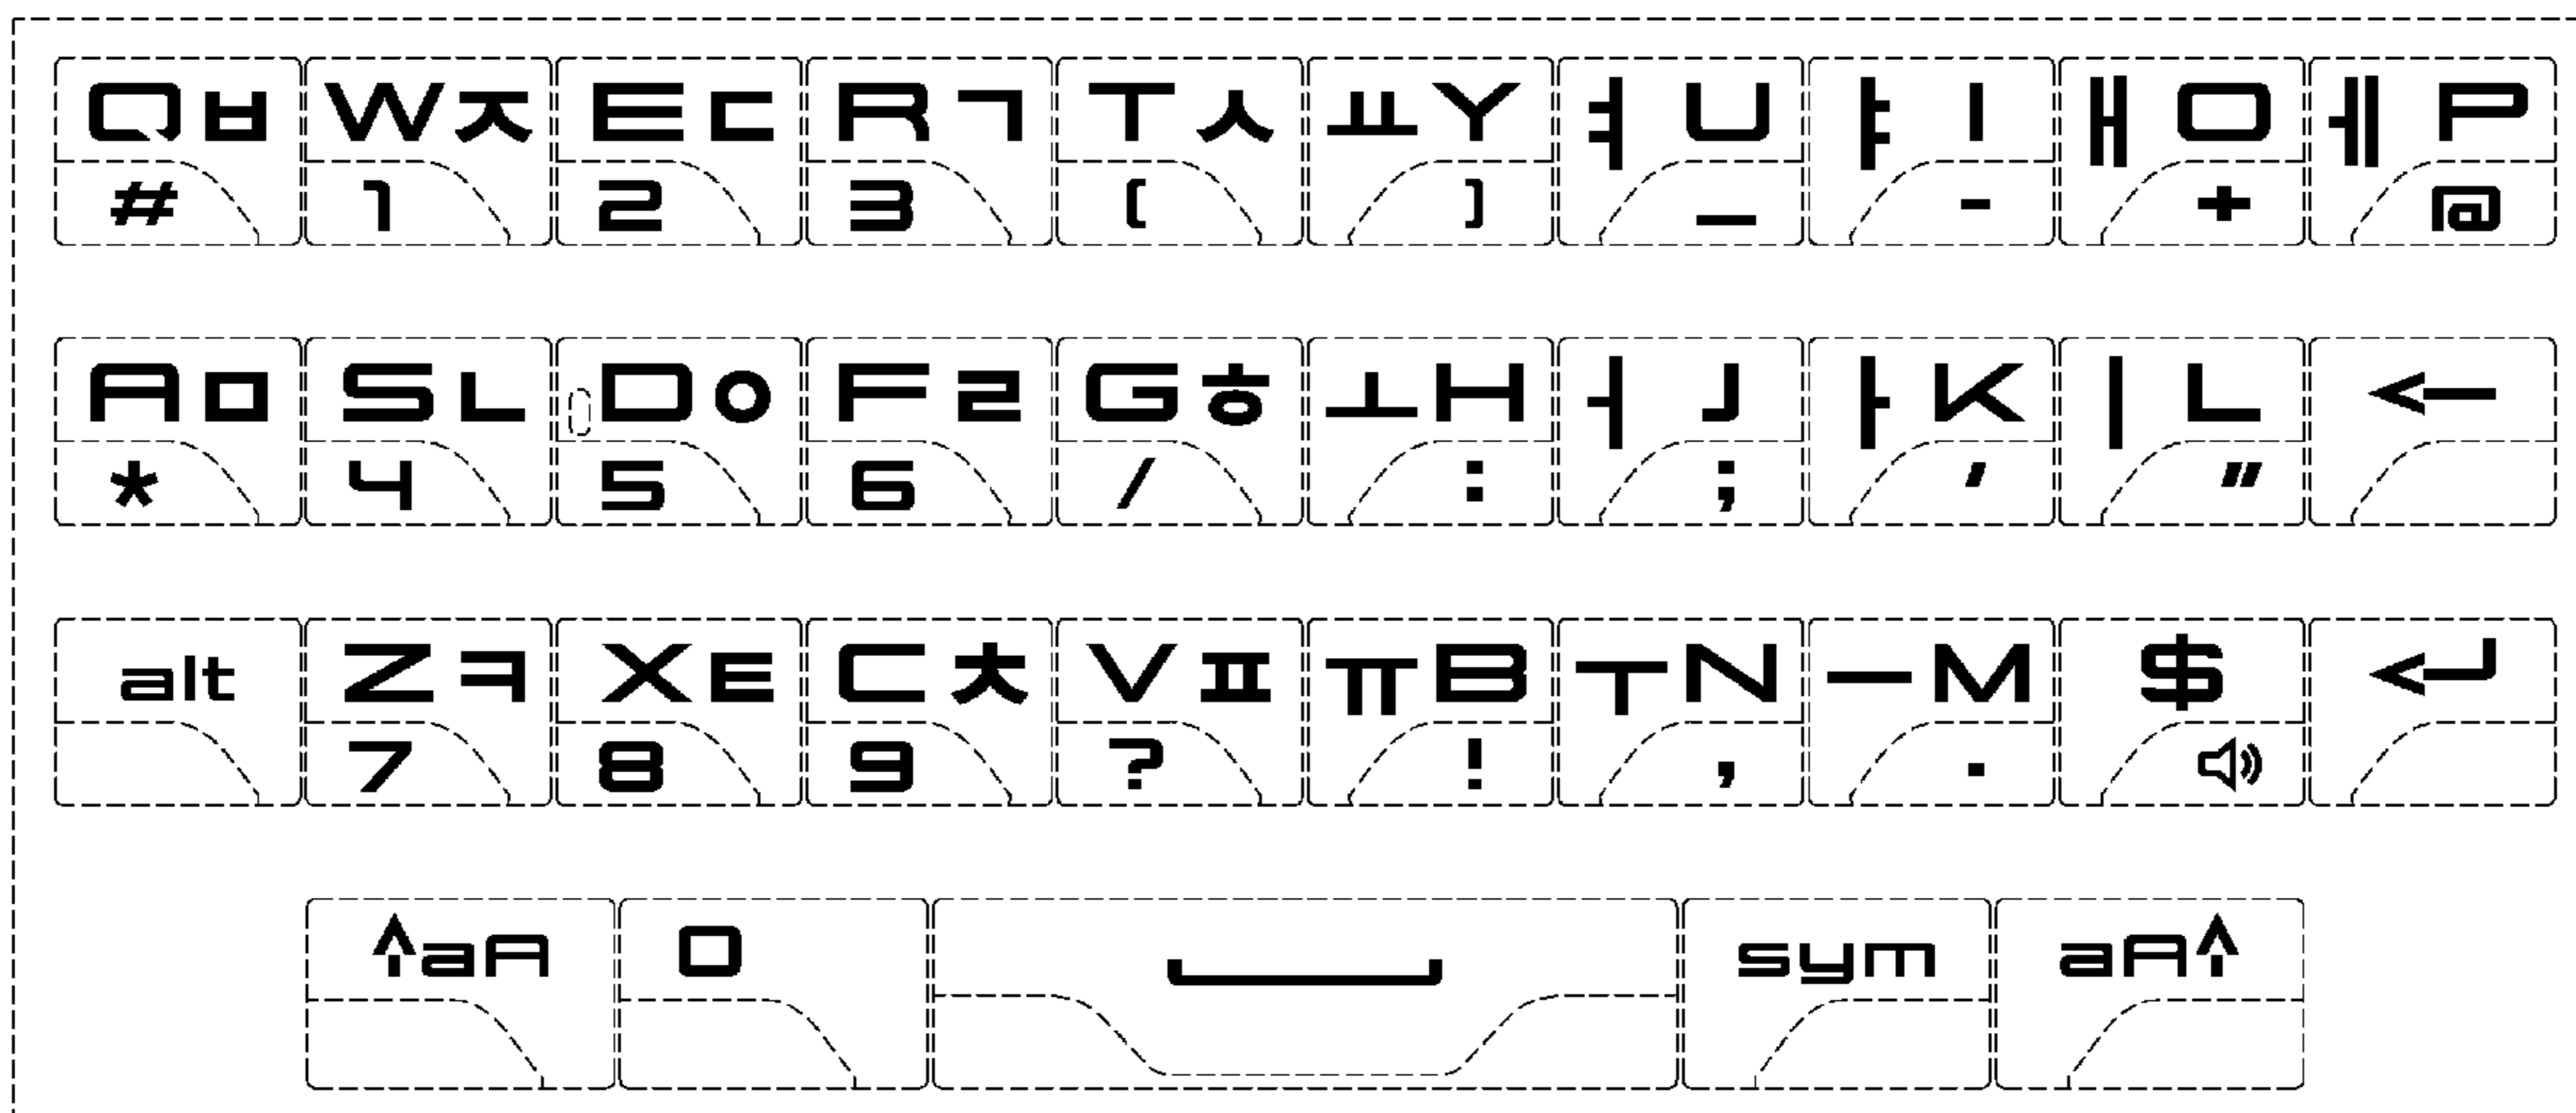 Q ㅂ W ㅈ E ㄷ R ㄱ T ㅅ ㅛ Y ㅕ U ㅑ I ㅐ O ㅔ P
# 1 2 3 ( ) _ - + @
A ㅁ S ㄴ D ㅇ F ㄹ G ㅎ ㅗ H ㅓ J ㅏ K ㅣ L ←
* 4 5 6 / : ; ' "
alt Z ㅋ X ㅌ C ㅊ V ㅍ ㅠ B ㅜ N ㅡ M $ ↵
7 8 9 ? ! , .
↑aA 0 sym aA↑